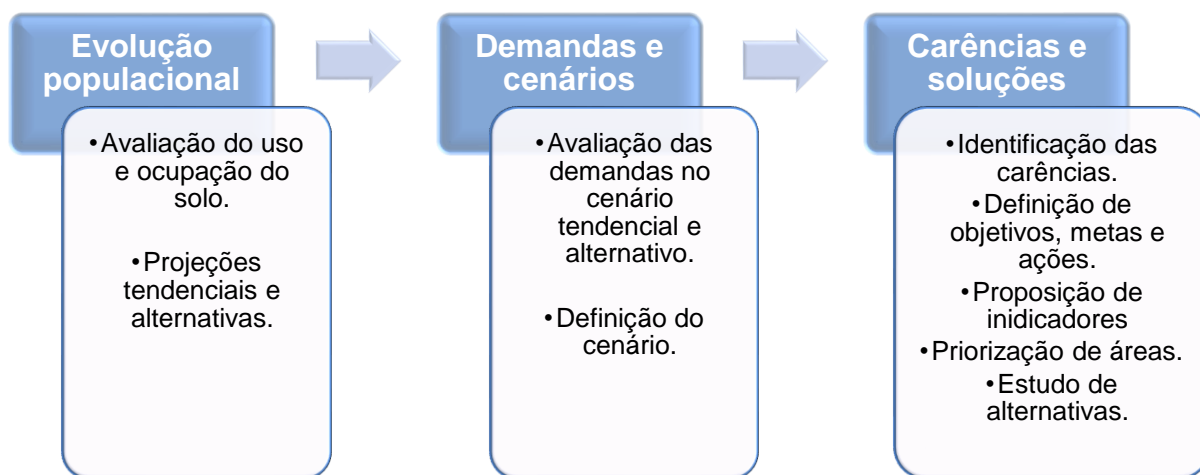 Evolução
populacional
•Avaliação do uso
e ocupação do
solo.
•Projeções
tendenciais e
alternativas.
Demandas e
cenários
•Avaliação das
demandas no
cenário
tendencial e
alternativo.
•Definição do
cenário.
Carências e
soluções
•Identificação das
carências.
•Definição de
objetivos, metas e
ações.
•Proposição de
inidicadores
•Priorização de áreas.
•Estudo de
alternativas.